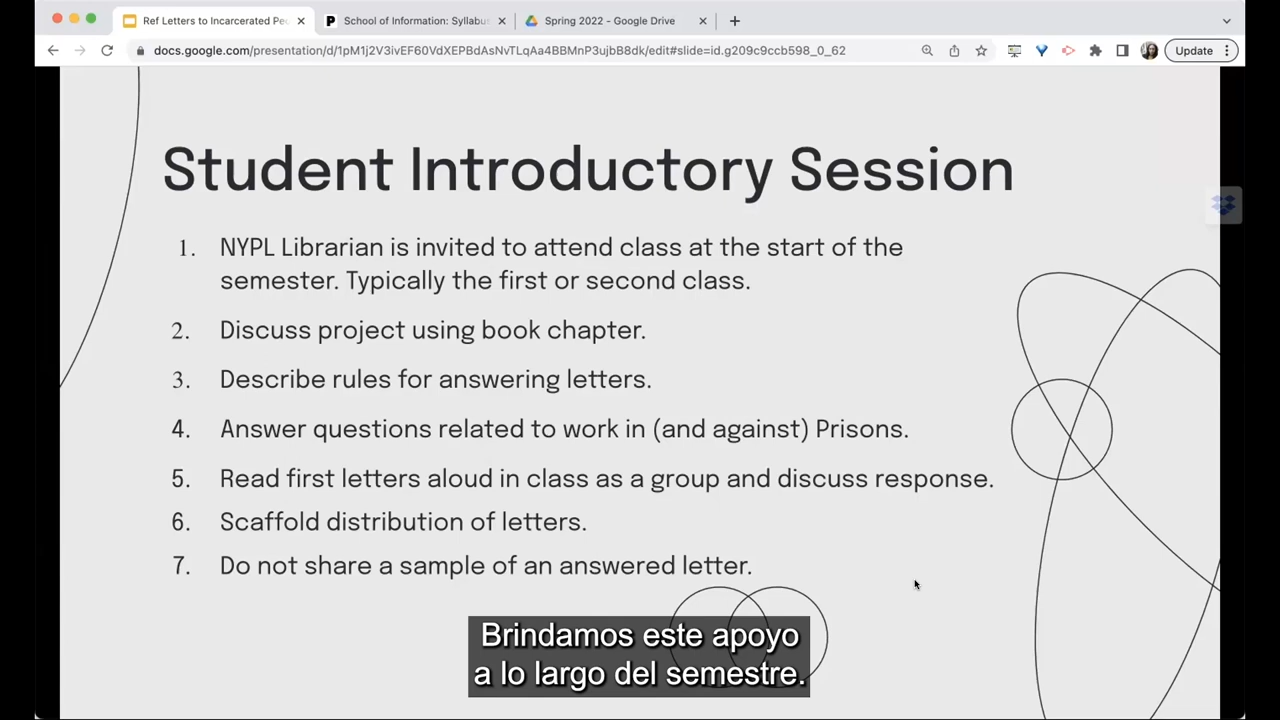 Ref Letters to Incarcerated Pe
School of Information: Syllabu
Spring 2022 - Google Drive
docs.google.com/presentation/d/1pM1j2V3ivEF60VdXEPBdAsNvTLqAa4BBMnP3ujbB8dk/edit#slide=id.g209c9ccb598_0_62
Update
Student Introductory Session
1. NYPL Librarian is invited to attend class at the start of the
semester. Typically the first or second class.
2. Discuss project using book chapter.
3. Describe rules for answering letters.
4. Answer questions related to work in (and against) Prisons.
5. Read first letters aloud in class as a group and discuss response.
6. Scaffold distribution of letters.
7. Do not share a sample of an answered letter.
Brindamos este apoyo
a lo largo del semestre.